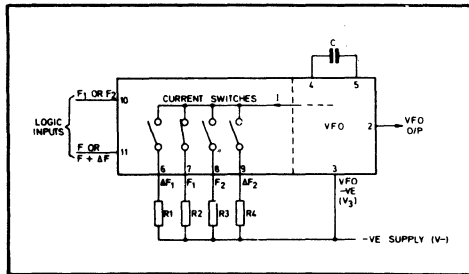 C
4 5
F1 OR F2
10
CURRENT SWITCHES
I
LOGIC
INPUTS
VFO
2
VFO
O/P
F OR
F + ΔF
11
6 7 8 9 3
ΔF1 F1 F2 ΔF2
VFO
-VE
(V3)
R1 R2 R3 R4
-VE SUPPLY (V-)